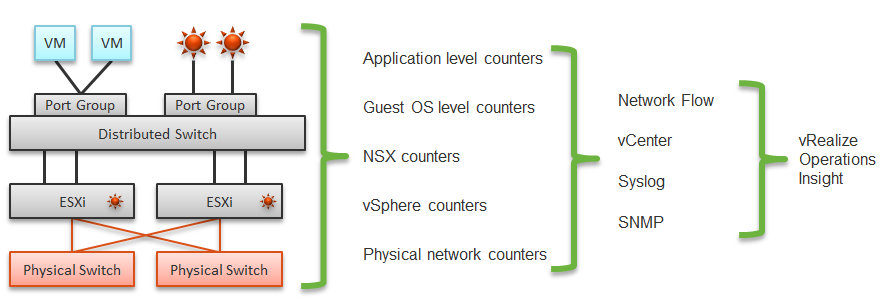 VM
VM
Port Group
Port Group
Distributed Switch
ESXi
ESXi
Physical Switch
Physical Switch
Application level counters
Guest OS level counters
NSX counters
vSphere counters
Physical network counters
Network Flow
vCenter
Syslog
SNMP
vRealize
Operations
Insight